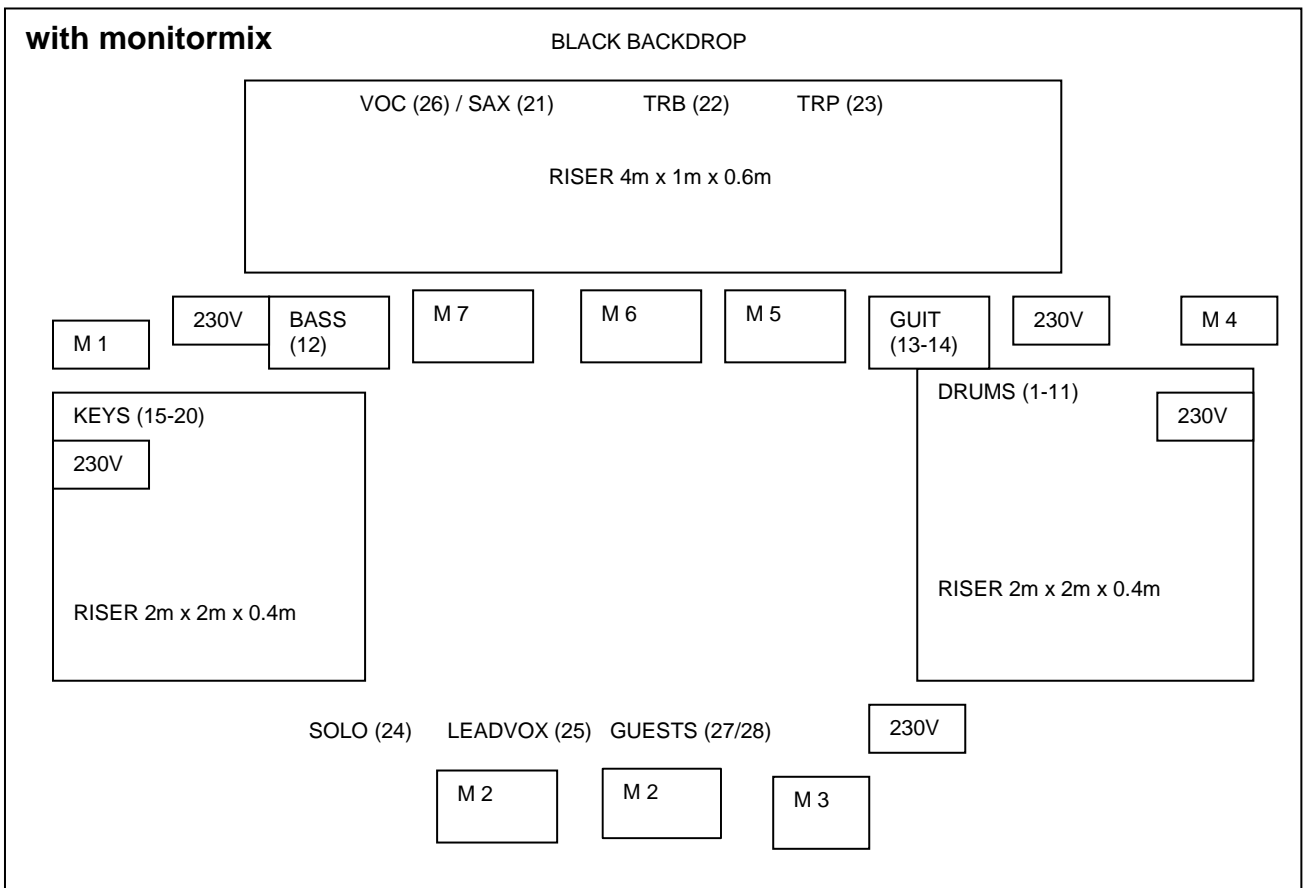 with monitormix
BLACK BACKDROP
VOC (26) / SAX (21)
TRB (22)
TRP (23)
RISER 4m x 1m x 0.6m
M 1
230V
BASS
(12)
M 7
M 6
M 5
GUIT
(13-14)
230V
M 4
KEYS (15-20)
230V
RISER 2m x 2m x 0.4m
DRUMS (1-11)
230V
RISER 2m x 2m x 0.4m
SOLO (24)
LEADVOX (25)
GUESTS (27/28)
230V
M 2
M 2
M 3